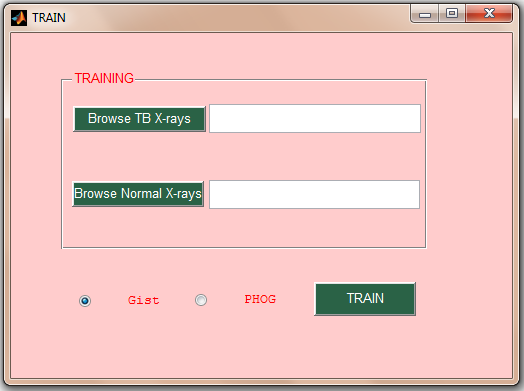 TRAIN
TRAINING
Browse TB X-rays
Browse Normal X-rays
Gist PHOG TRAIN